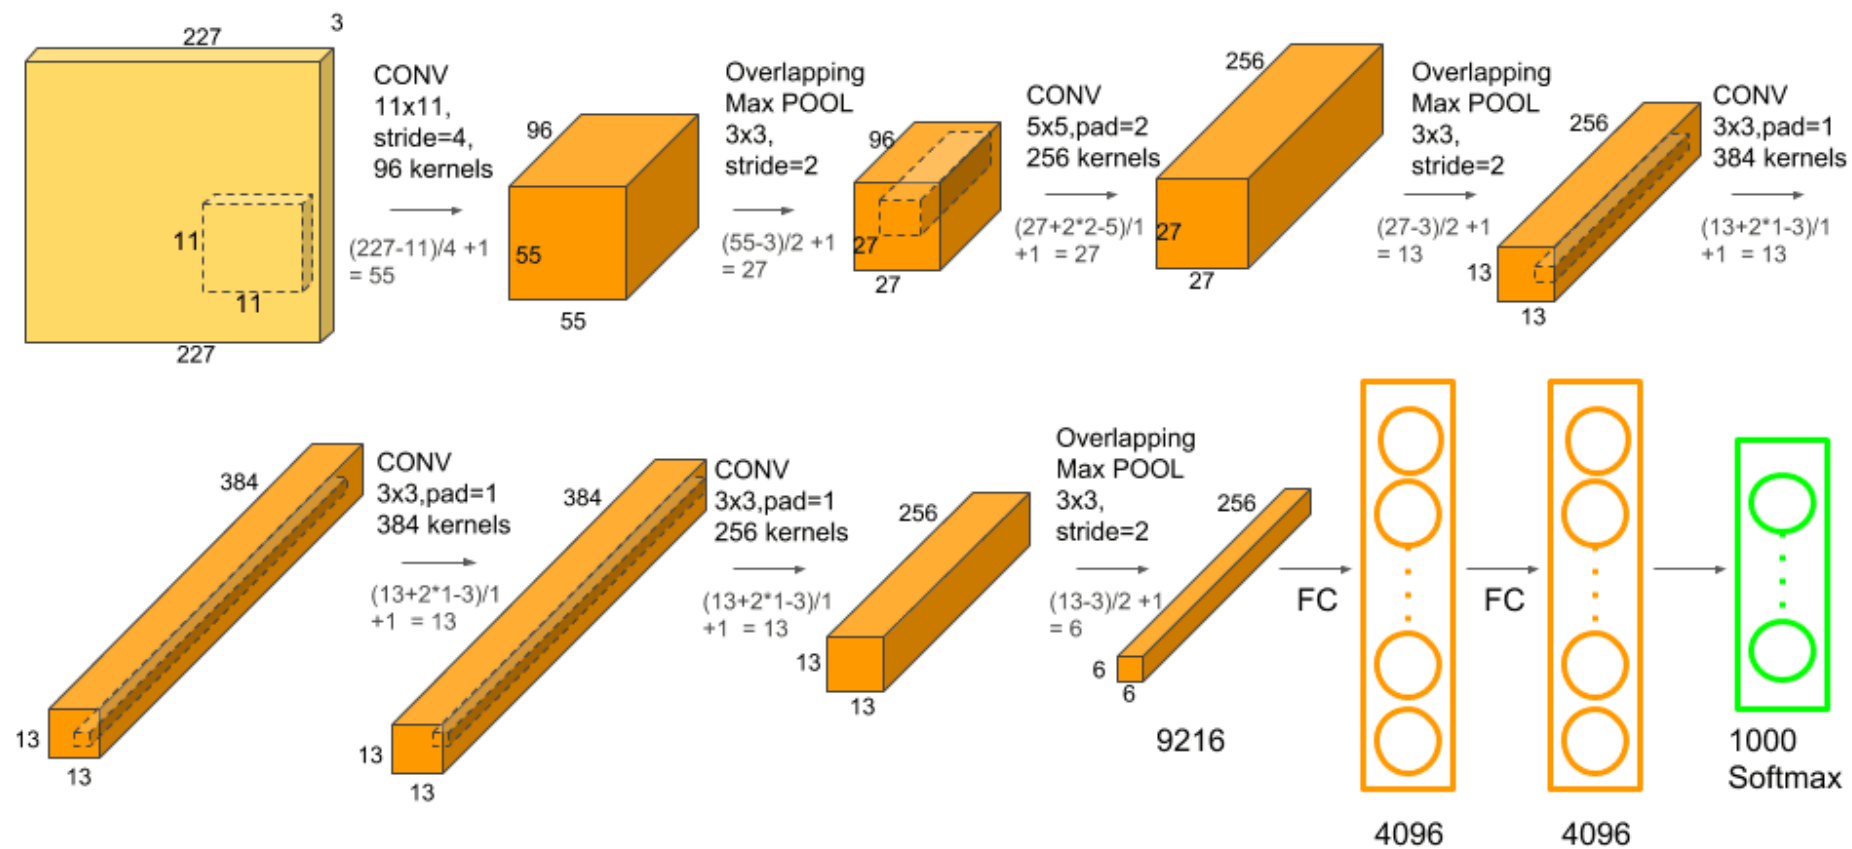 227
3
11
11
227
CONV
11x11,
stride=4,
96 kernels
(227-11)/4 +1
= 55
96
55
55
Overlapping
Max POOL
3x3,
stride=2
(55-3)/2 +1
= 27
96
27
27
CONV
5x5,pad=2
256 kernels
(27+2*2-5)/1
+1 = 27
256
27
27
Overlapping
Max POOL
3x3,
stride=2
(27-3)/2 +1
= 13
256
13
13
CONV
3x3,pad=1
384 kernels
(13+2*1-3)/1
+1 = 13
384
13
13
CONV
3x3,pad=1
384 kernels
(13+2*1-3)/1
+1 = 13
384
13
13
CONV
3x3,pad=1
256 kernels
(13+2*1-3)/1
+1 = 13
256
13
13
Overlapping
Max POOL
3x3,
stride=2
(13-3)/2 +1
= 6
256
6
6
9216
FC
4096
FC
4096
1000
Softmax